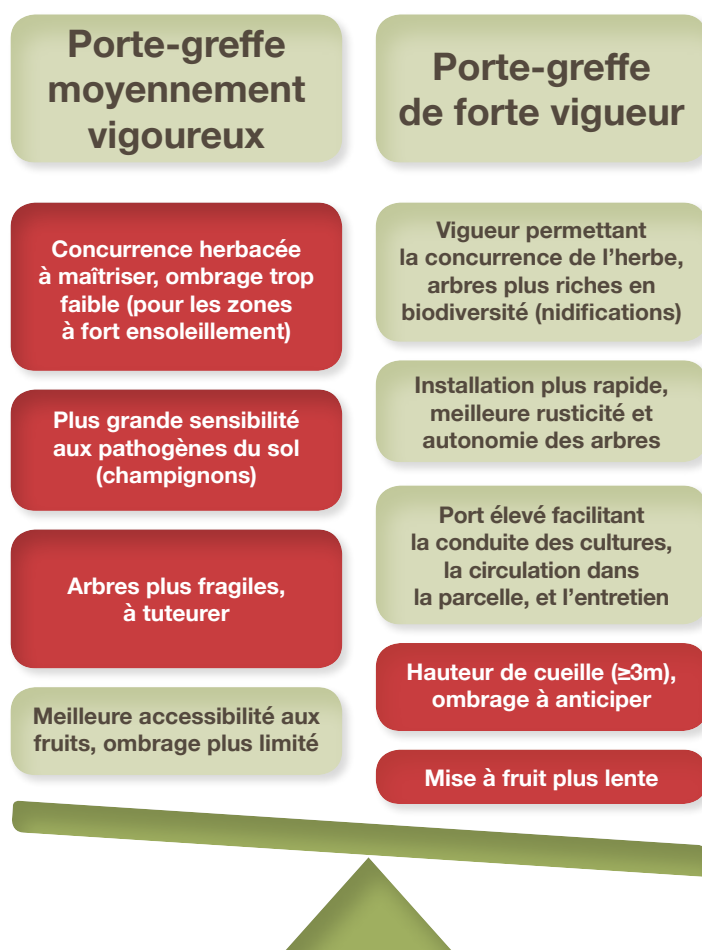 Porte-greffe
moyennement
vigoureux
Concurrence herbacée
à maîtriser, ombrage trop
faible (pour les zones
à fort ensoleillement)
Plus grande sensibilité
aux pathogènes du sol
(champignons)
Arbres plus fragiles,
à tuteurer
Meilleure accessibilité aux
fruits, ombrage plus limité
Porte-greffe
de forte vigueur
Vigueur permettant
la concurrence de l’herbe,
arbres plus riches en
biodiversité (nidifications)
Installation plus rapide,
meilleure rusticité et
autonomie des arbres
Port élevé facilitant
la conduite des cultures,
la circulation dans
la parcelle, et l’entretien
Hauteur de cueille (≥3m),
ombrage à anticiper
Mise à fruit plus lente